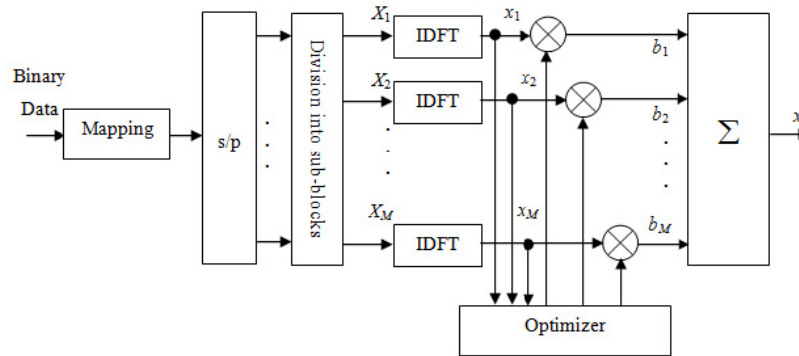 Binary
Data
Mapping
s/p
Division into sub-blocks
X1
IDFT
x1
b1
X2
IDFT
x2
b2
XM
IDFT
xM
bM
Σ
x
Optimizer